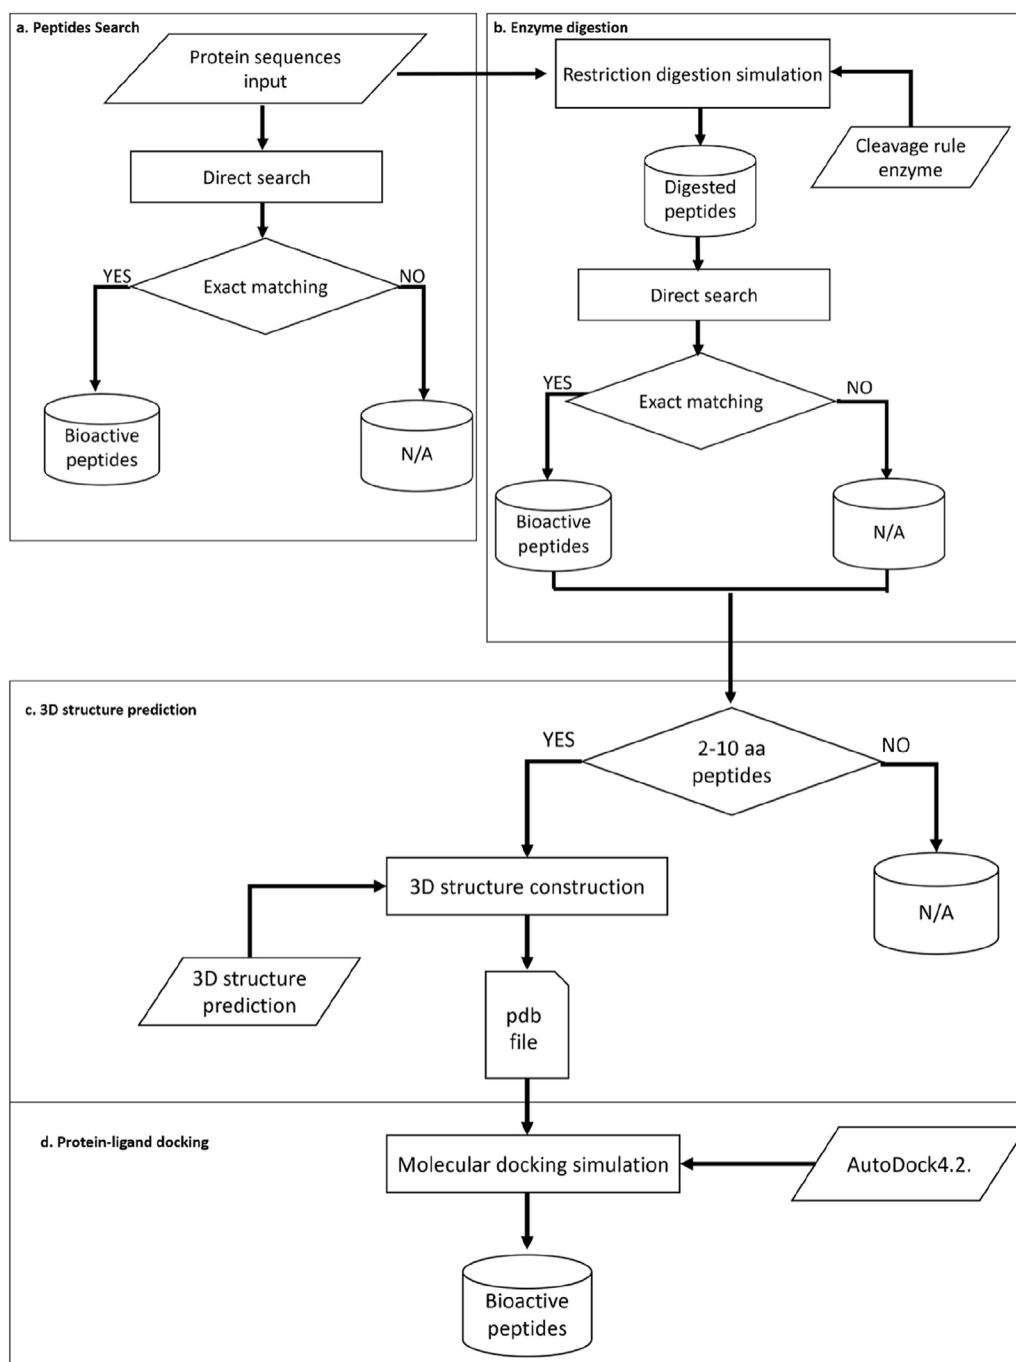 a. Peptides Search
Protein sequences
input
Direct search
YES
NO
Exact matching
Bioactive
peptides
N/A
b. Enzyme digestion
Restriction digestion simulation
Cleavage rule
enzyme
Digested
peptides
Direct search
YES
NO
Exact matching
Bioactive
peptides
N/A
c. 3D structure prediction
YES
NO
2-10 aa
peptides
3D structure construction
N/A
3D structure
prediction
pdb
file
d. Protein-ligand docking
Molecular docking simulation
AutoDock4.2.
Bioactive
peptides